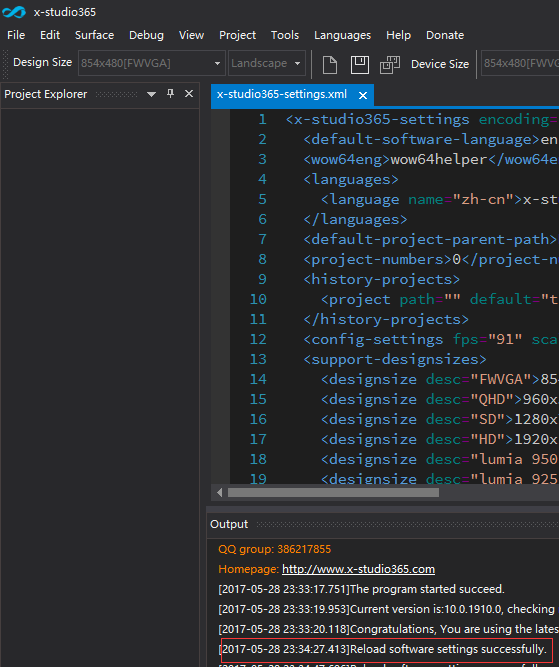 x-studio365
File Edit Surface Debug View Project Tools Languages Help Donate
Design Size 854x480[FWVGA] Landscape Device Size 854x480[FWV
Project Explorer
x-studio365-settings.xml
1 <x-studio365-settings encoding=
2 <default-software-language>en
3 <wow64eng>wow64helper</wow64e
4 <languages>
5 <language name="zh-cn">x-st
6 </languages>
7 <default-project-parent-path>
8 <project-numbers>0</project-n
9 <history-projects>
10 <project path="" default="t
11 </history-projects>
12 <config-settings fps="91" sca
13 <support-designsizes>
14 <designsize desc="FWVGA">85
15 <designsize desc="QHD">960x
16 <designsize desc="SD">1280x
17 <designsize desc="HD">1920x
18 <designsize desc="lumia 950
19 <designsize desc="lumia 925
Output
QQ group: 386217855
Homepage: http://www.x-studio365.com
[2017-05-28 23:33:17.751]The program started succeed.
[2017-05-28 23:33:19.953]Current version is:10.0.1910.0, checking
[2017-05-28 23:33:20.118]Congratulations, You are using the lates
[2017-05-28 23:34:27.413]Reload software settings successfully.